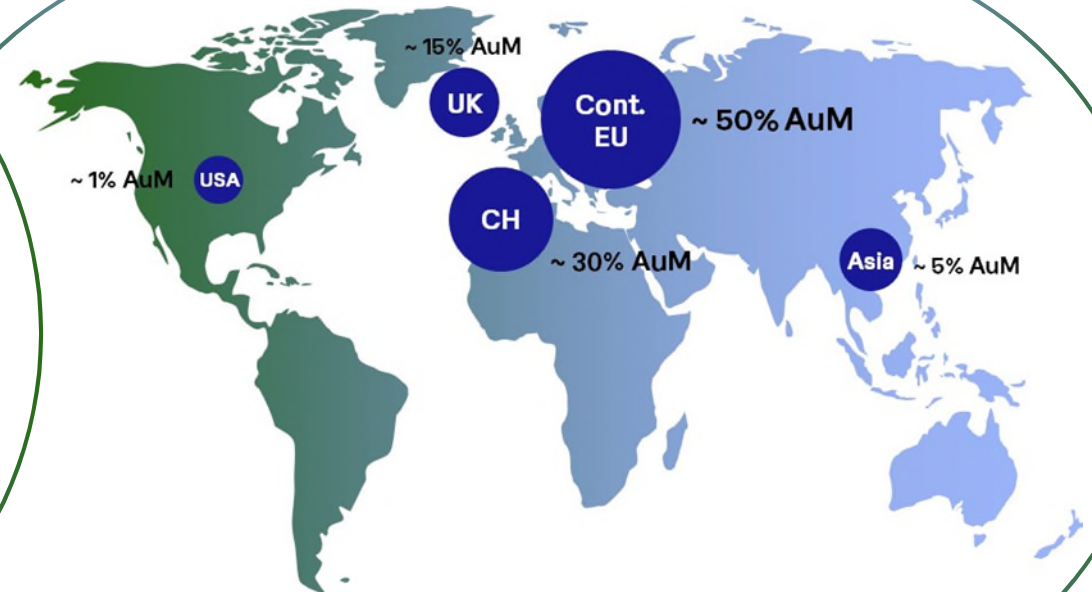 ~ 15% AuM
UK
Cont.
EU
~ 50% AuM
~ 1% AuM
USA
CH
~ 30% AuM
Asia
~ 5% AuM